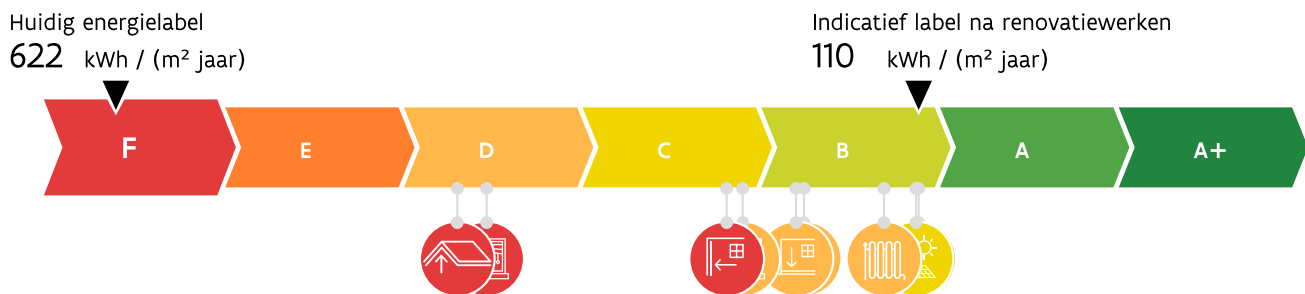 Huidig energielabel
622 kWh / (m² jaar)
Indicatief label na renovatiewerken
110 kWh / (m² jaar)
F E D C B A A+